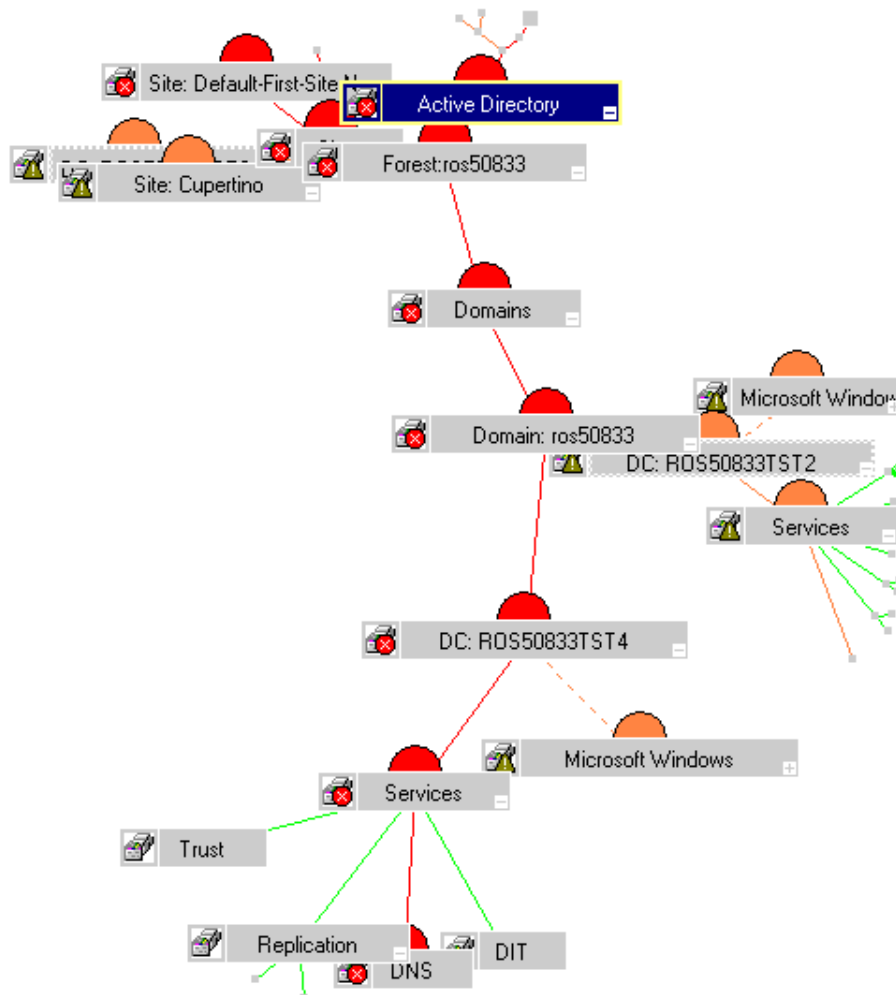 Site: Default-First-Site-N
Active Directory
Forest:ros50833
Site: Cupertino
Domains
Microsoft Window
Domain: ros50833
DC: ROS50833TST2
Services
DC: ROS50833TST4
Microsoft Windows
Services
Trust
Replication
DIT
DNS